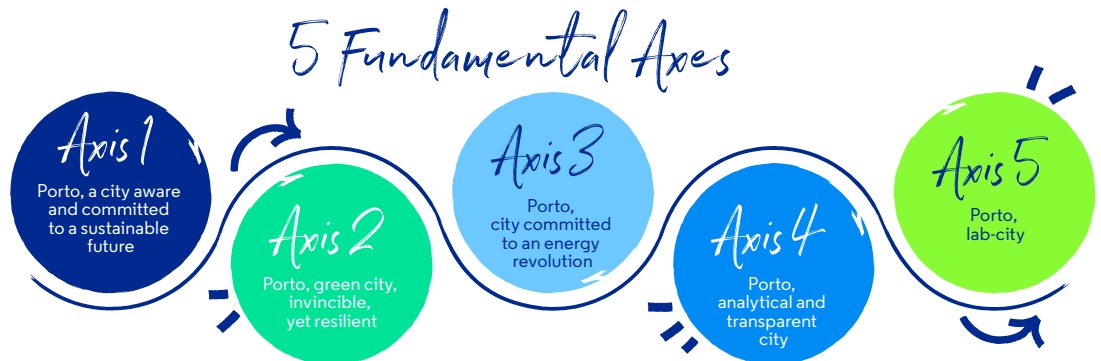 5 Fundamental Axes
Axis 1
Porto, a city aware
and committed
to a sustainable
future
Axis 2
Porto, green city,
invincible,
yet resilient
Axis 3
Porto,
city committed
to an energy
revolution
Axis 4
Porto,
analytical and
transparent
city
Axis 5
Porto,
lab-city